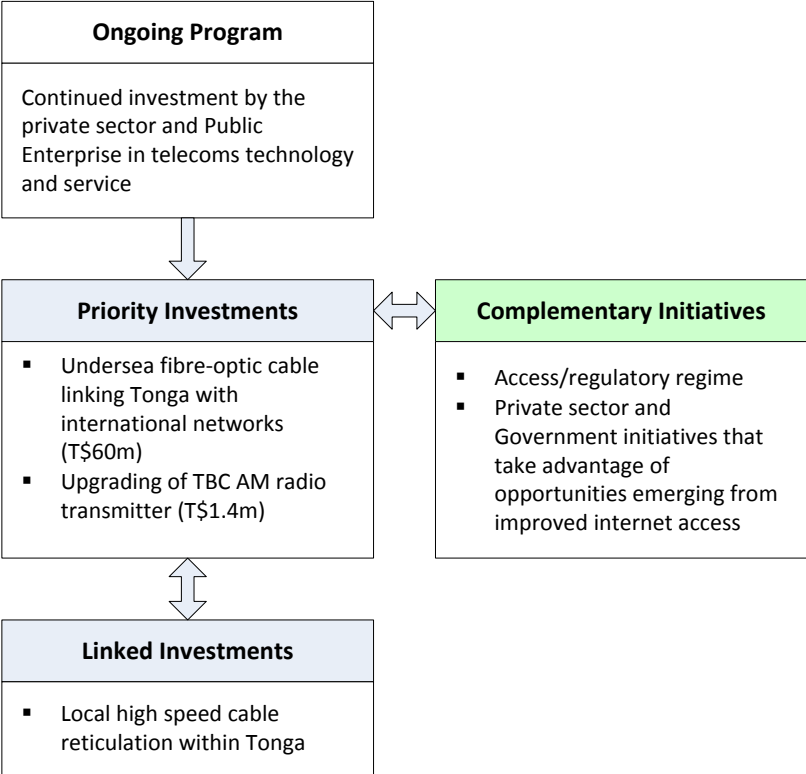 Ongoing Program
Continued investment by the
private sector and Public
Enterprise in telecoms technology
and service
Priority Investments
▪ Undersea fibre-optic cable
linking Tonga with
international networks
(T$60m)
▪ Upgrading of TBC AM radio
transmitter (T$1.4m)
Complementary Initiatives
▪ Access/regulatory regime
▪ Private sector and
Government initiatives that
take advantage of
opportunities emerging from
improved internet access
Linked Investments
▪ Local high speed cable
reticulation within Tonga